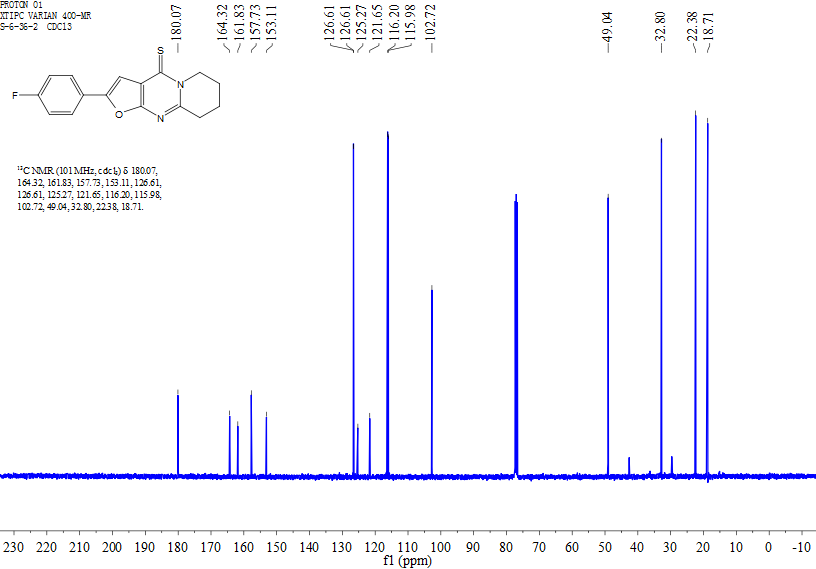 PROTON 01
XTIPC VARIAN 400-MR
S-6-36-2 CDCl3
180.07
164.32
161.83
157.73
153.11
126.61
126.61
125.27
121.65
116.20
115.98
102.72
49.04
32.80
22.38
18.71
S
N
F
O
N
¹³C NMR (101 MHz, cdcl₃) δ 180.07,
164.32, 161.83, 157.73, 153.11, 126.61,
126.61, 125.27, 121.65, 116.20, 115.98,
102.72, 49.04, 32.80, 22.38, 18.71.
230 220 210 200 190 180 170 160 150 140 130 120 110 100 90 80 70 60 50 40 30 20 10 0 -10
f1 (ppm)